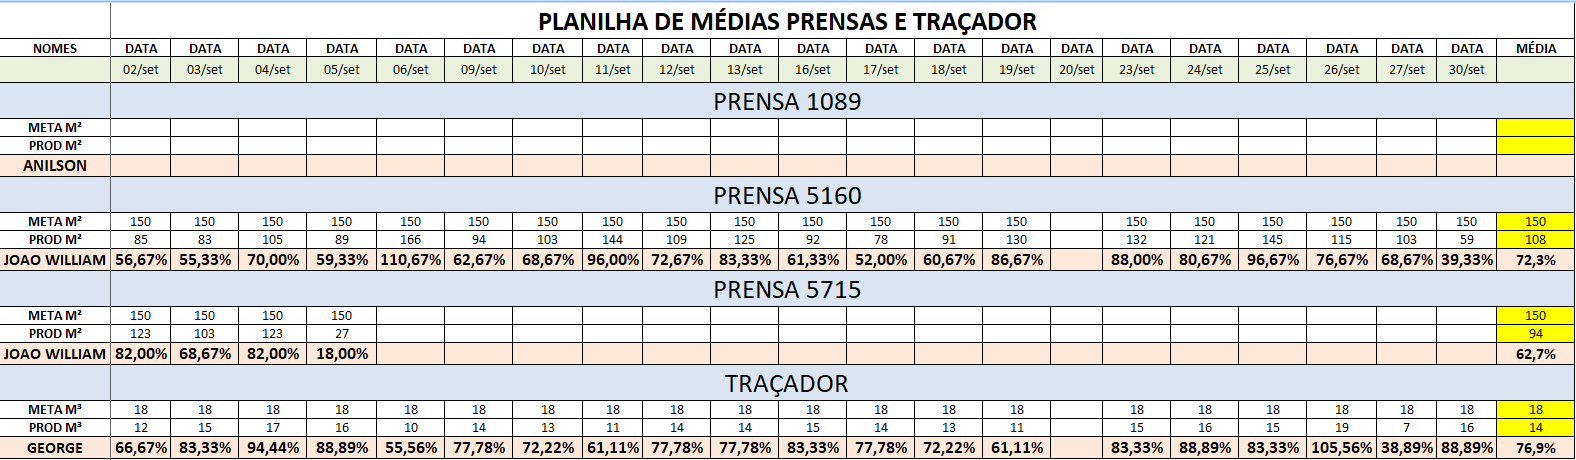 PLANILHA DE MÉDIAS PRENSAS E TRAÇADOR
NOMES DATA DATA DATA DATA DATA DATA DATA DATA DATA DATA DATA DATA DATA DATA DATA DATA DATA DATA DATA DATA DATA MÉDIA
02/set 03/set 04/set 05/set 06/set 09/set 10/set 11/set 12/set 13/set 16/set 17/set 18/set 19/set 20/set 23/set 24/set 25/set 26/set 27/set 30/set
PRENSA 1089
META M²
PROD M²
ANILSON
PRENSA 5160
META M² 150 150 150 150 150 150 150 150 150 150 150 150 150 150 150 150 150 150 150 150 150
PROD M² 85 83 105 89 166 94 103 144 109 125 92 78 91 130 132 121 145 115 103 59 108
JOAO WILLIAM 56,67% 55,33% 70,00% 59,33% 110,67% 62,67% 68,67% 96,00% 72,67% 83,33% 61,33% 52,00% 60,67% 86,67% 88,00% 80,67% 96,67% 76,67% 68,67% 39,33% 72,3%
PRENSA 5715
META M² 150 150 150 150 150
PROD M² 123 103 123 27 94
JOAO WILLIAM 82,00% 68,67% 82,00% 18,00% 62,7%
TRAÇADOR
META M³ 18 18 18 18 18 18 18 18 18 18 18 18 18 18 18 18 18 18 18 18 18
PROD M³ 12 15 17 16 10 14 13 11 14 14 15 14 13 11 15 16 15 19 7 16 14
GEORGE 66,67% 83,33% 94,44% 88,89% 55,56% 77,78% 72,22% 61,11% 77,78% 77,78% 83,33% 77,78% 72,22% 61,11% 83,33% 88,89% 83,33% 105,56% 38,89% 88,89% 76,9%